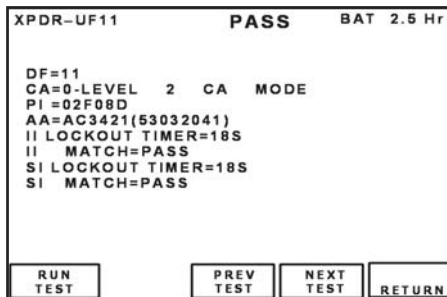 XPDR–UF11 PASS BAT 2.5 Hr
DF=11
CA=0-LEVEL 2 CA MODE
PI =02F08D
AA=AC3421(53032041)
II LOCKOUT TIMER=18S
II MATCH=PASS
SI LOCKOUT TIMER=18S
SI MATCH=PASS
RUN TEST PREV TEST NEXT TEST RETURN